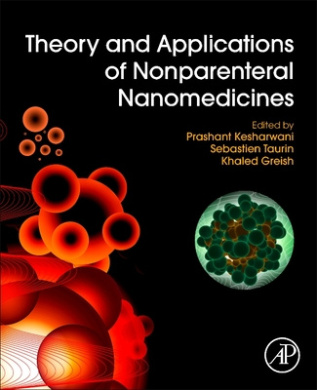 Theory and Applications
of Nonparenteral
Nanomedicines
Edited by
Prashant Kesharwani
Sebastien Taurin
Khaled Greish
AP